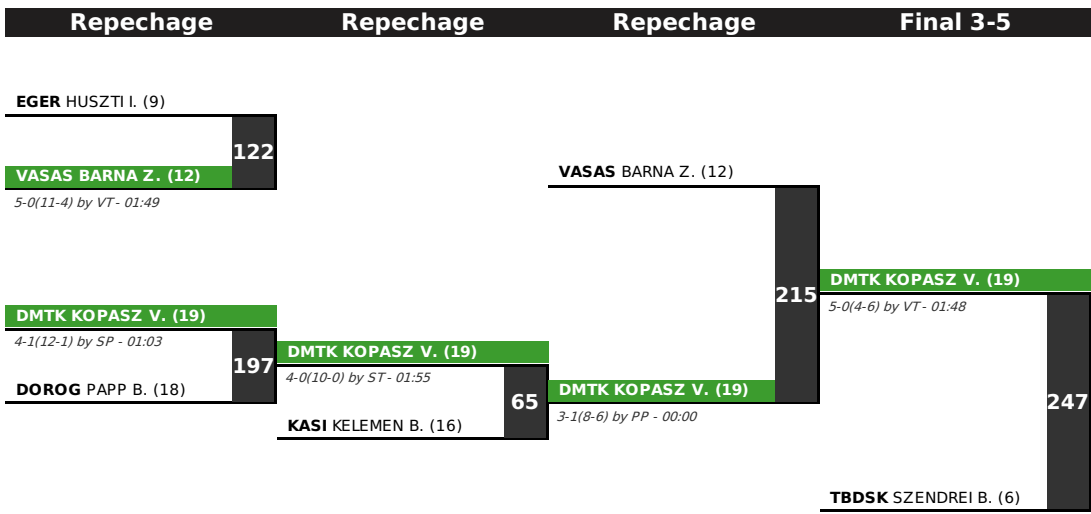 Repechage Repechage Repechage Final 3-5
EGER HUSZTI I. (9)
122
VASAS BARNA Z. (12)
5-0(11-4) by VT - 01:49
DMTK KOPASZ V. (19)
4-1(12-1) by SP - 01:03
197
DOROG PAPP B. (18)
DMTK KOPASZ V. (19)
4-0(10-0) by ST - 01:55
65
KASI KELEMEN B. (16)
VASAS BARNA Z. (12)
215
DMTK KOPASZ V. (19)
3-1(8-6) by PP - 00:00
DMTK KOPASZ V. (19)
5-0(4-6) by VT - 01:48
247
TBDSK SZENDREI B. (6)